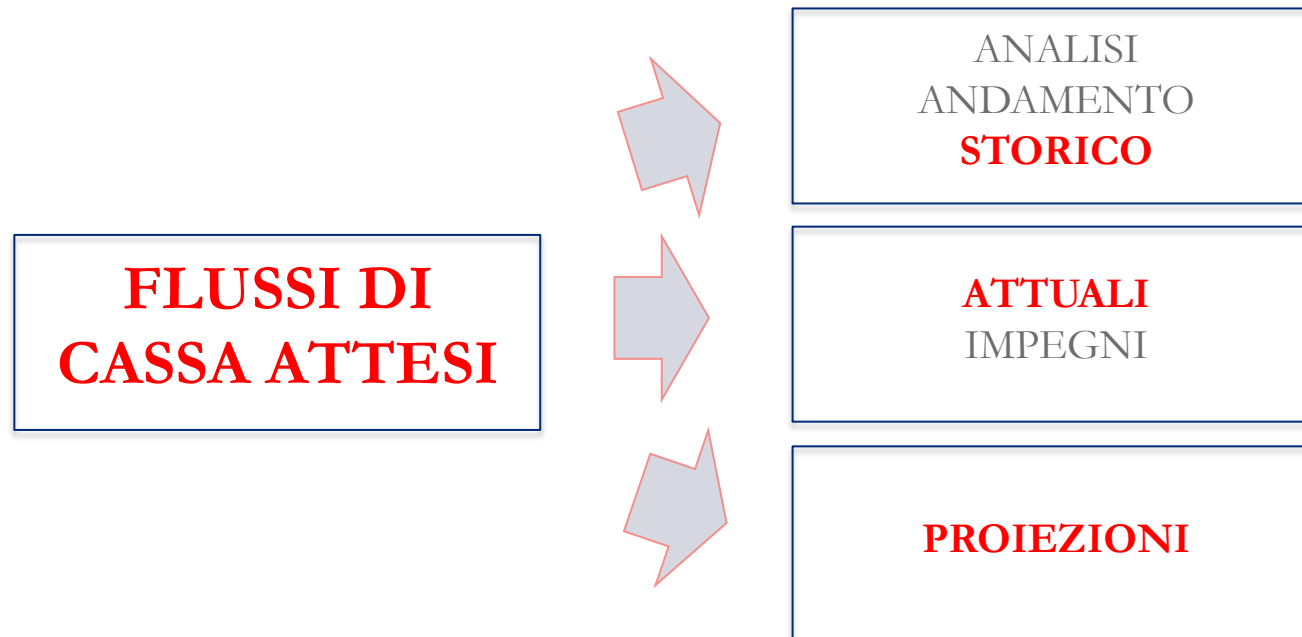 FLUSSI DI
CASSA ATTESI
ANALISI
ANDAMENTO
STORICO
ATTUALI
IMPEGNI
PROIEZIONI